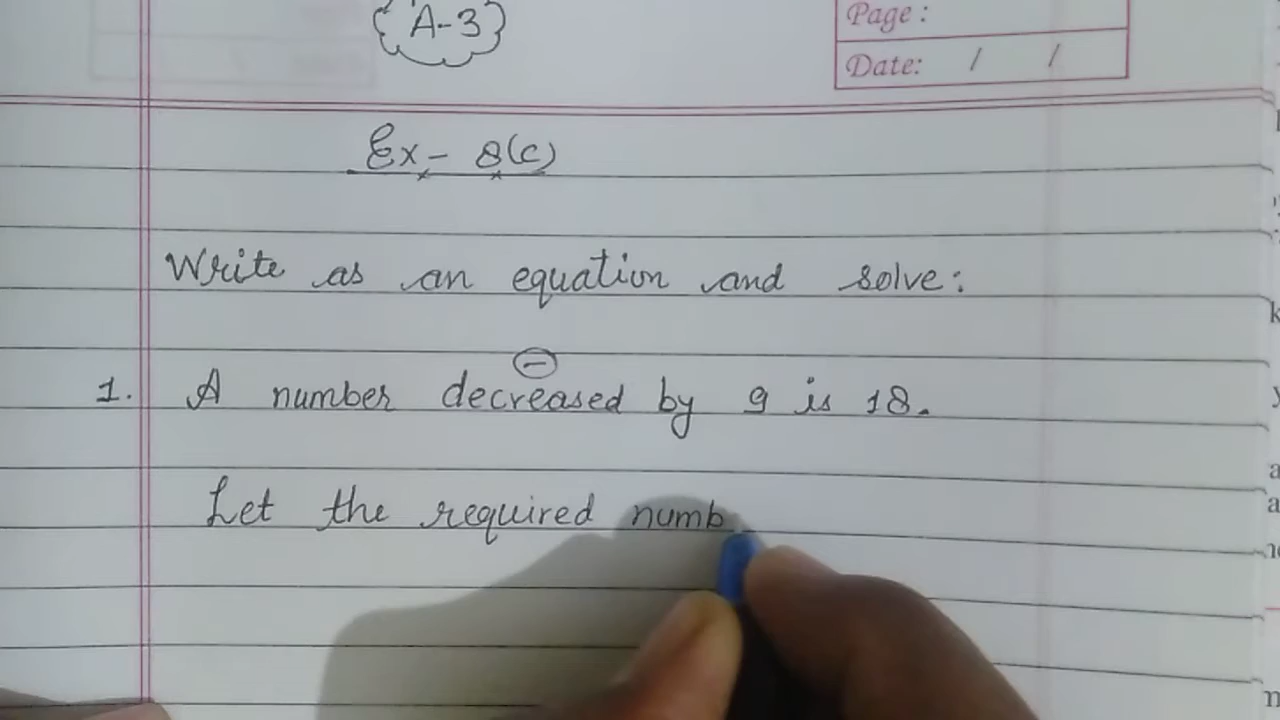 A-3
Page :
Date: / /
Ex- 8(c)
Write as an equation and solve:
-
1. A number decreased by 9 is 18.
Let the required numb